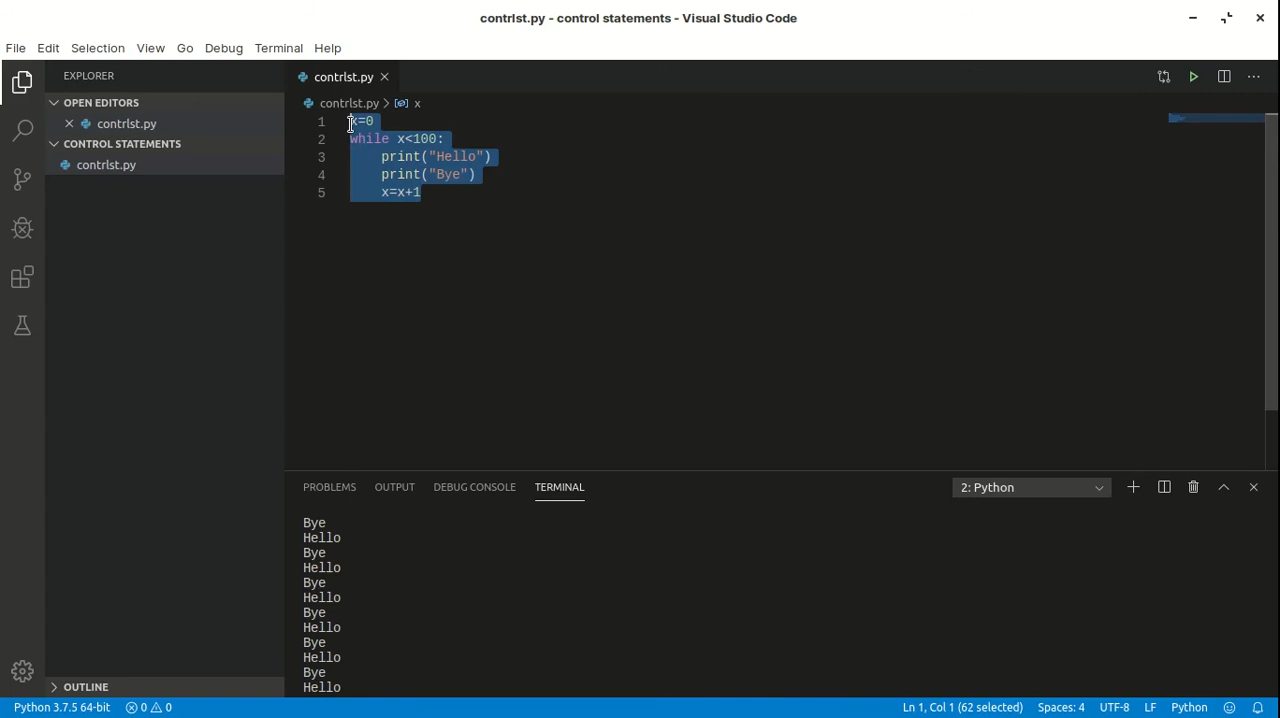 contrlst.py - control statements - Visual Studio Code
File Edit Selection View Go Debug Terminal Help
EXPLORER
OPEN EDITORS
contrlst.py
CONTROL STATEMENTS
contrlst.py
OUTLINE
contrlst.py
contrlst.py > x
1 x=0
2 while x<100:
3     print("Hello")
4     print("Bye")
5     x=x+1
PROBLEMS OUTPUT DEBUG CONSOLE TERMINAL 2: Python
Bye
Hello
Bye
Hello
Bye
Hello
Bye
Hello
Bye
Hello
Bye
Hello
Python 3.7.5 64-bit 0 0 Ln 1, Col 1 (62 selected) Spaces: 4 UTF-8 LF Python